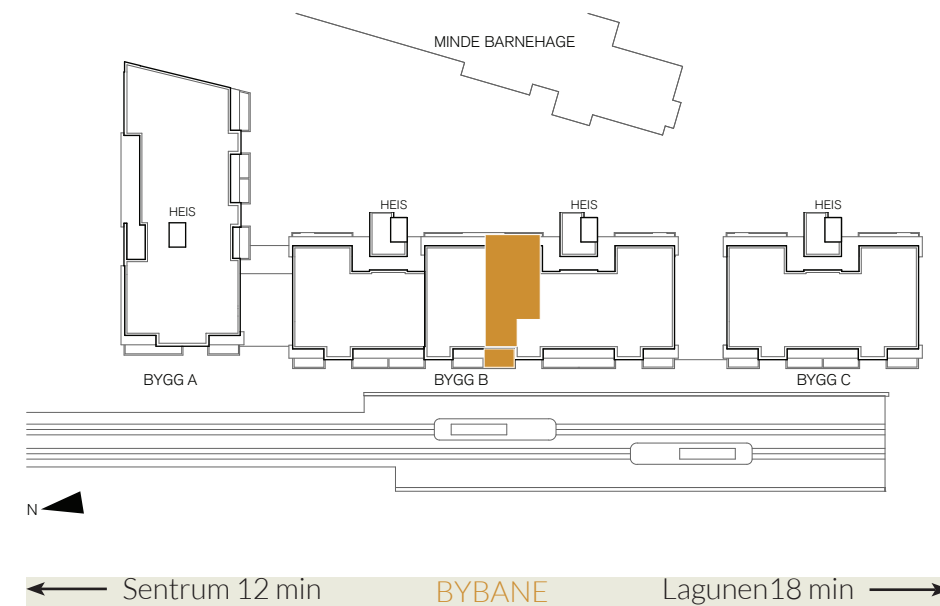 MINDE BARNEHAGE
HEIS
HEIS
HEIS
HEIS
BYGG A
BYGG B
BYGG C
N
Sentrum 12 min
BYBANE
Lagunen18 min